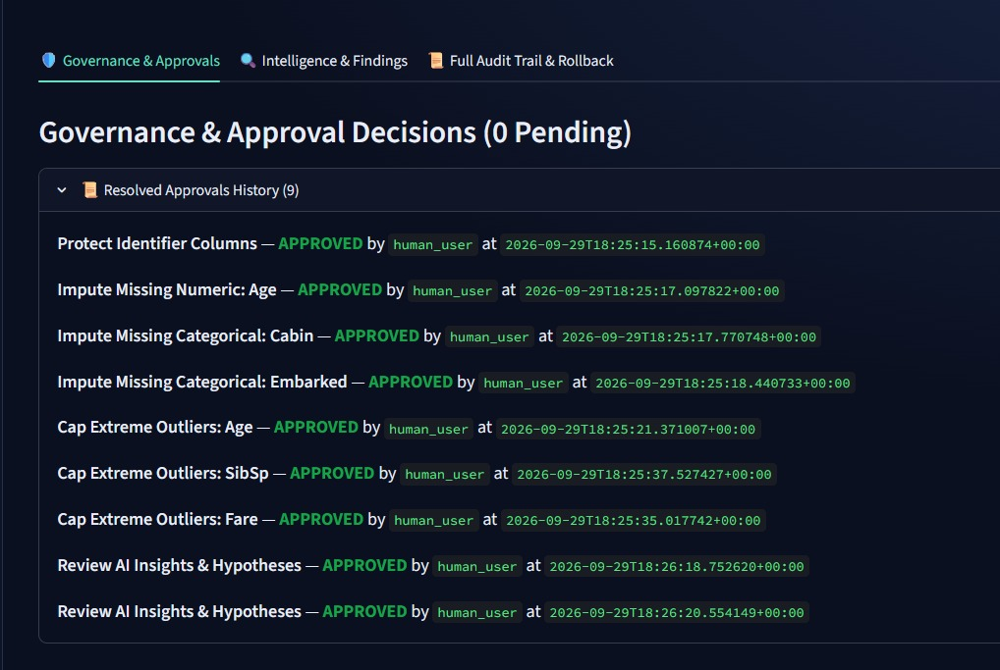 Governance & Approvals Intelligence & Findings Full Audit Trail & Rollback
Governance & Approval Decisions (0 Pending)
Resolved Approvals History (9)
Protect Identifier Columns — APPROVED by human_user at 2026-09-29T18:25:15.160874+00:00
Impute Missing Numeric: Age — APPROVED by human_user at 2026-09-29T18:25:17.097822+00:00
Impute Missing Categorical: Cabin — APPROVED by human_user at 2026-09-29T18:25:17.770748+00:00
Impute Missing Categorical: Embarked — APPROVED by human_user at 2026-09-29T18:25:18.440733+00:00
Cap Extreme Outliers: Age — APPROVED by human_user at 2026-09-29T18:25:21.371007+00:00
Cap Extreme Outliers: SibSp — APPROVED by human_user at 2026-09-29T18:25:37.527427+00:00
Cap Extreme Outliers: Fare — APPROVED by human_user at 2026-09-29T18:25:35.017742+00:00
Review AI Insights & Hypotheses — APPROVED by human_user at 2026-09-29T18:26:18.752620+00:00
Review AI Insights & Hypotheses — APPROVED by human_user at 2026-09-29T18:26:20.554149+00:00